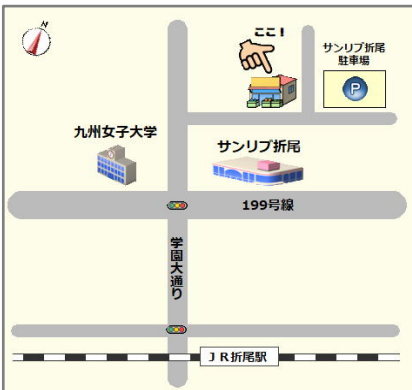 N
ここ！
サンリブ折尾
駐車場
P
九州女子大学
サンリブ折尾
199号線
学園大通り
ＪＲ折尾駅